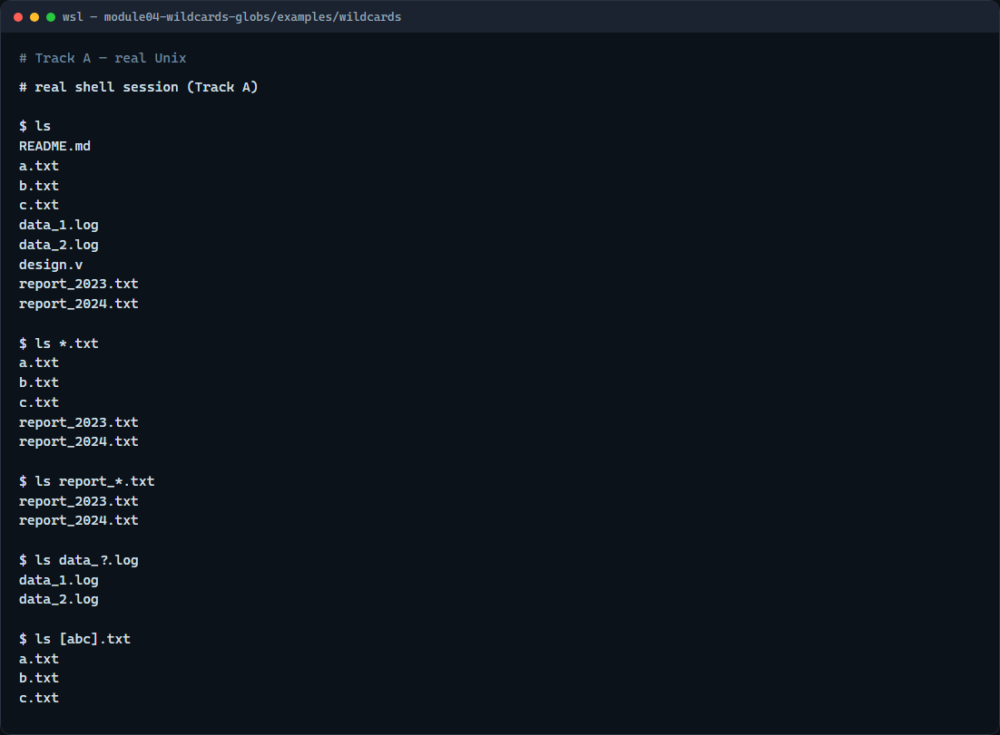 wsl — module04-wildcards-globs/examples/wildcards
# Track A — real Unix
# real shell session (Track A)
$ ls
README.md
a.txt
b.txt
c.txt
data_1.log
data_2.log
design.v
report_2023.txt
report_2024.txt
$ ls *.txt
a.txt
b.txt
c.txt
report_2023.txt
report_2024.txt
$ ls report_*.txt
report_2023.txt
report_2024.txt
$ ls data_?.log
data_1.log
data_2.log
$ ls [abc].txt
a.txt
b.txt
c.txt